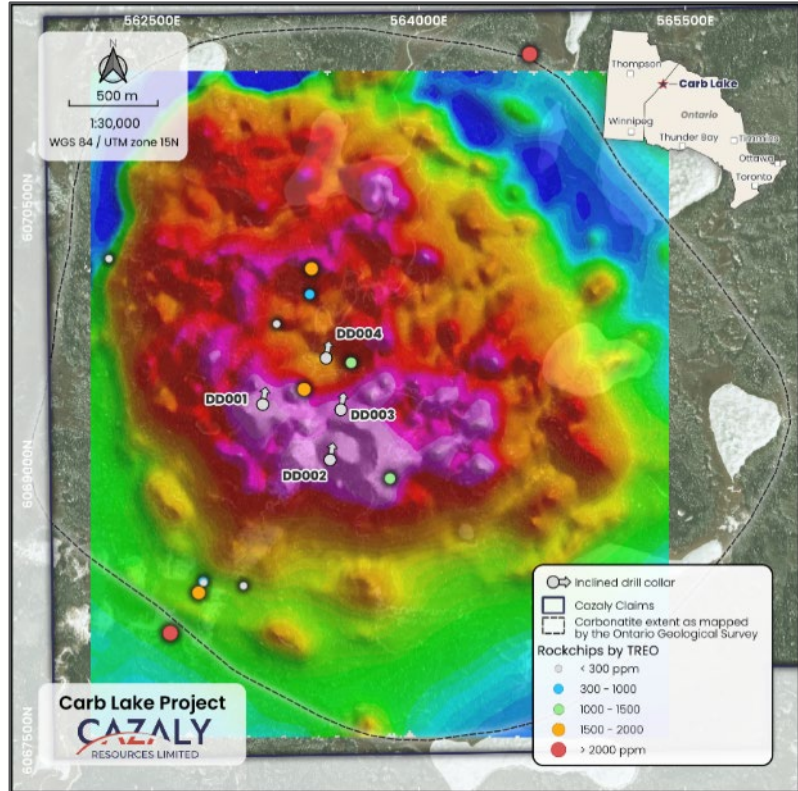 562500E 564000E 565500E
N
500 m
1:30,000
WGS 84 / UTM zone 15N
Thompson
Carb Lake
Ontario
Winnipeg
Thunder Bay
Timmins
Ottawa
Toronto
6070500N
6069000N
6067500N
DD004
DD001
DD003
DD002
Inclined drill collar
Cazaly Claims
Carbonatite extent as mapped
by the Ontario Geological Survey
Rockchips by TREO
< 300 ppm
300 - 1000
1000 - 1500
1500 - 2000
> 2000 ppm
Carb Lake Project
CAZALY
RESOURCES LIMITED